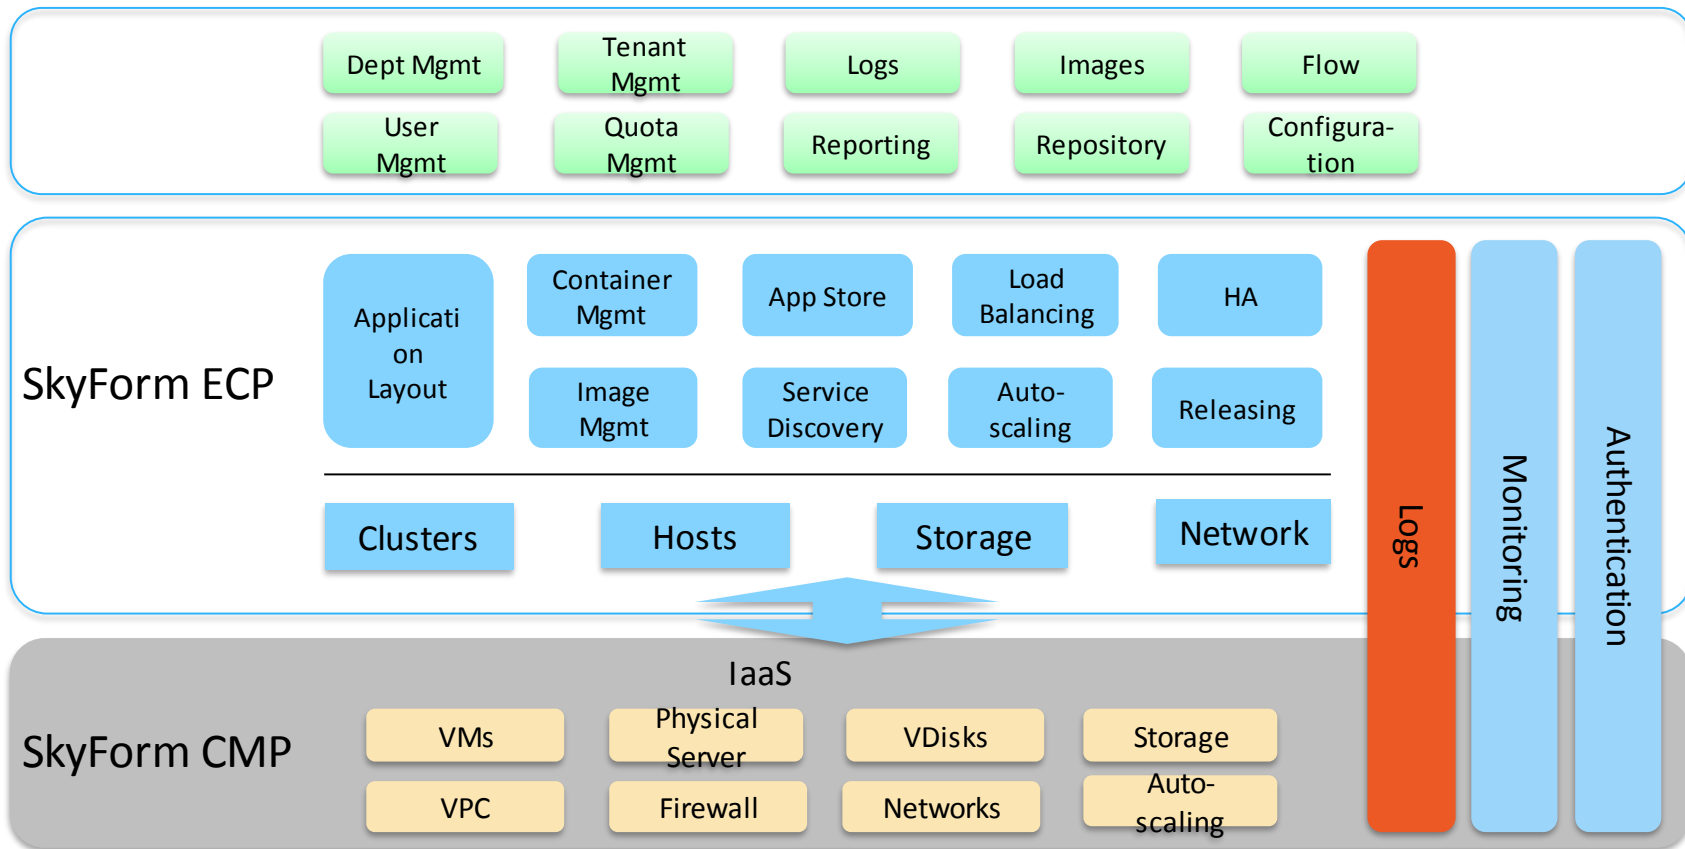 Dept Mgmt
Tenant
Mgmt
Logs
Images
Flow
User
Mgmt
Quota
Mgmt
Reporting
Repository
Configura-
tion
SkyForm ECP
Applicati
on
Layout
Container
Mgmt
App Store
Load
Balancing
HA
Image
Mgmt
Service
Discovery
Auto-
scaling
Releasing
Clusters
Hosts
Storage
Network
Logs
Monitoring
Authentication
SkyForm CMP
IaaS
VMs
Physical
Server
VDisks
Storage
VPC
Firewall
Networks
Auto-
scaling